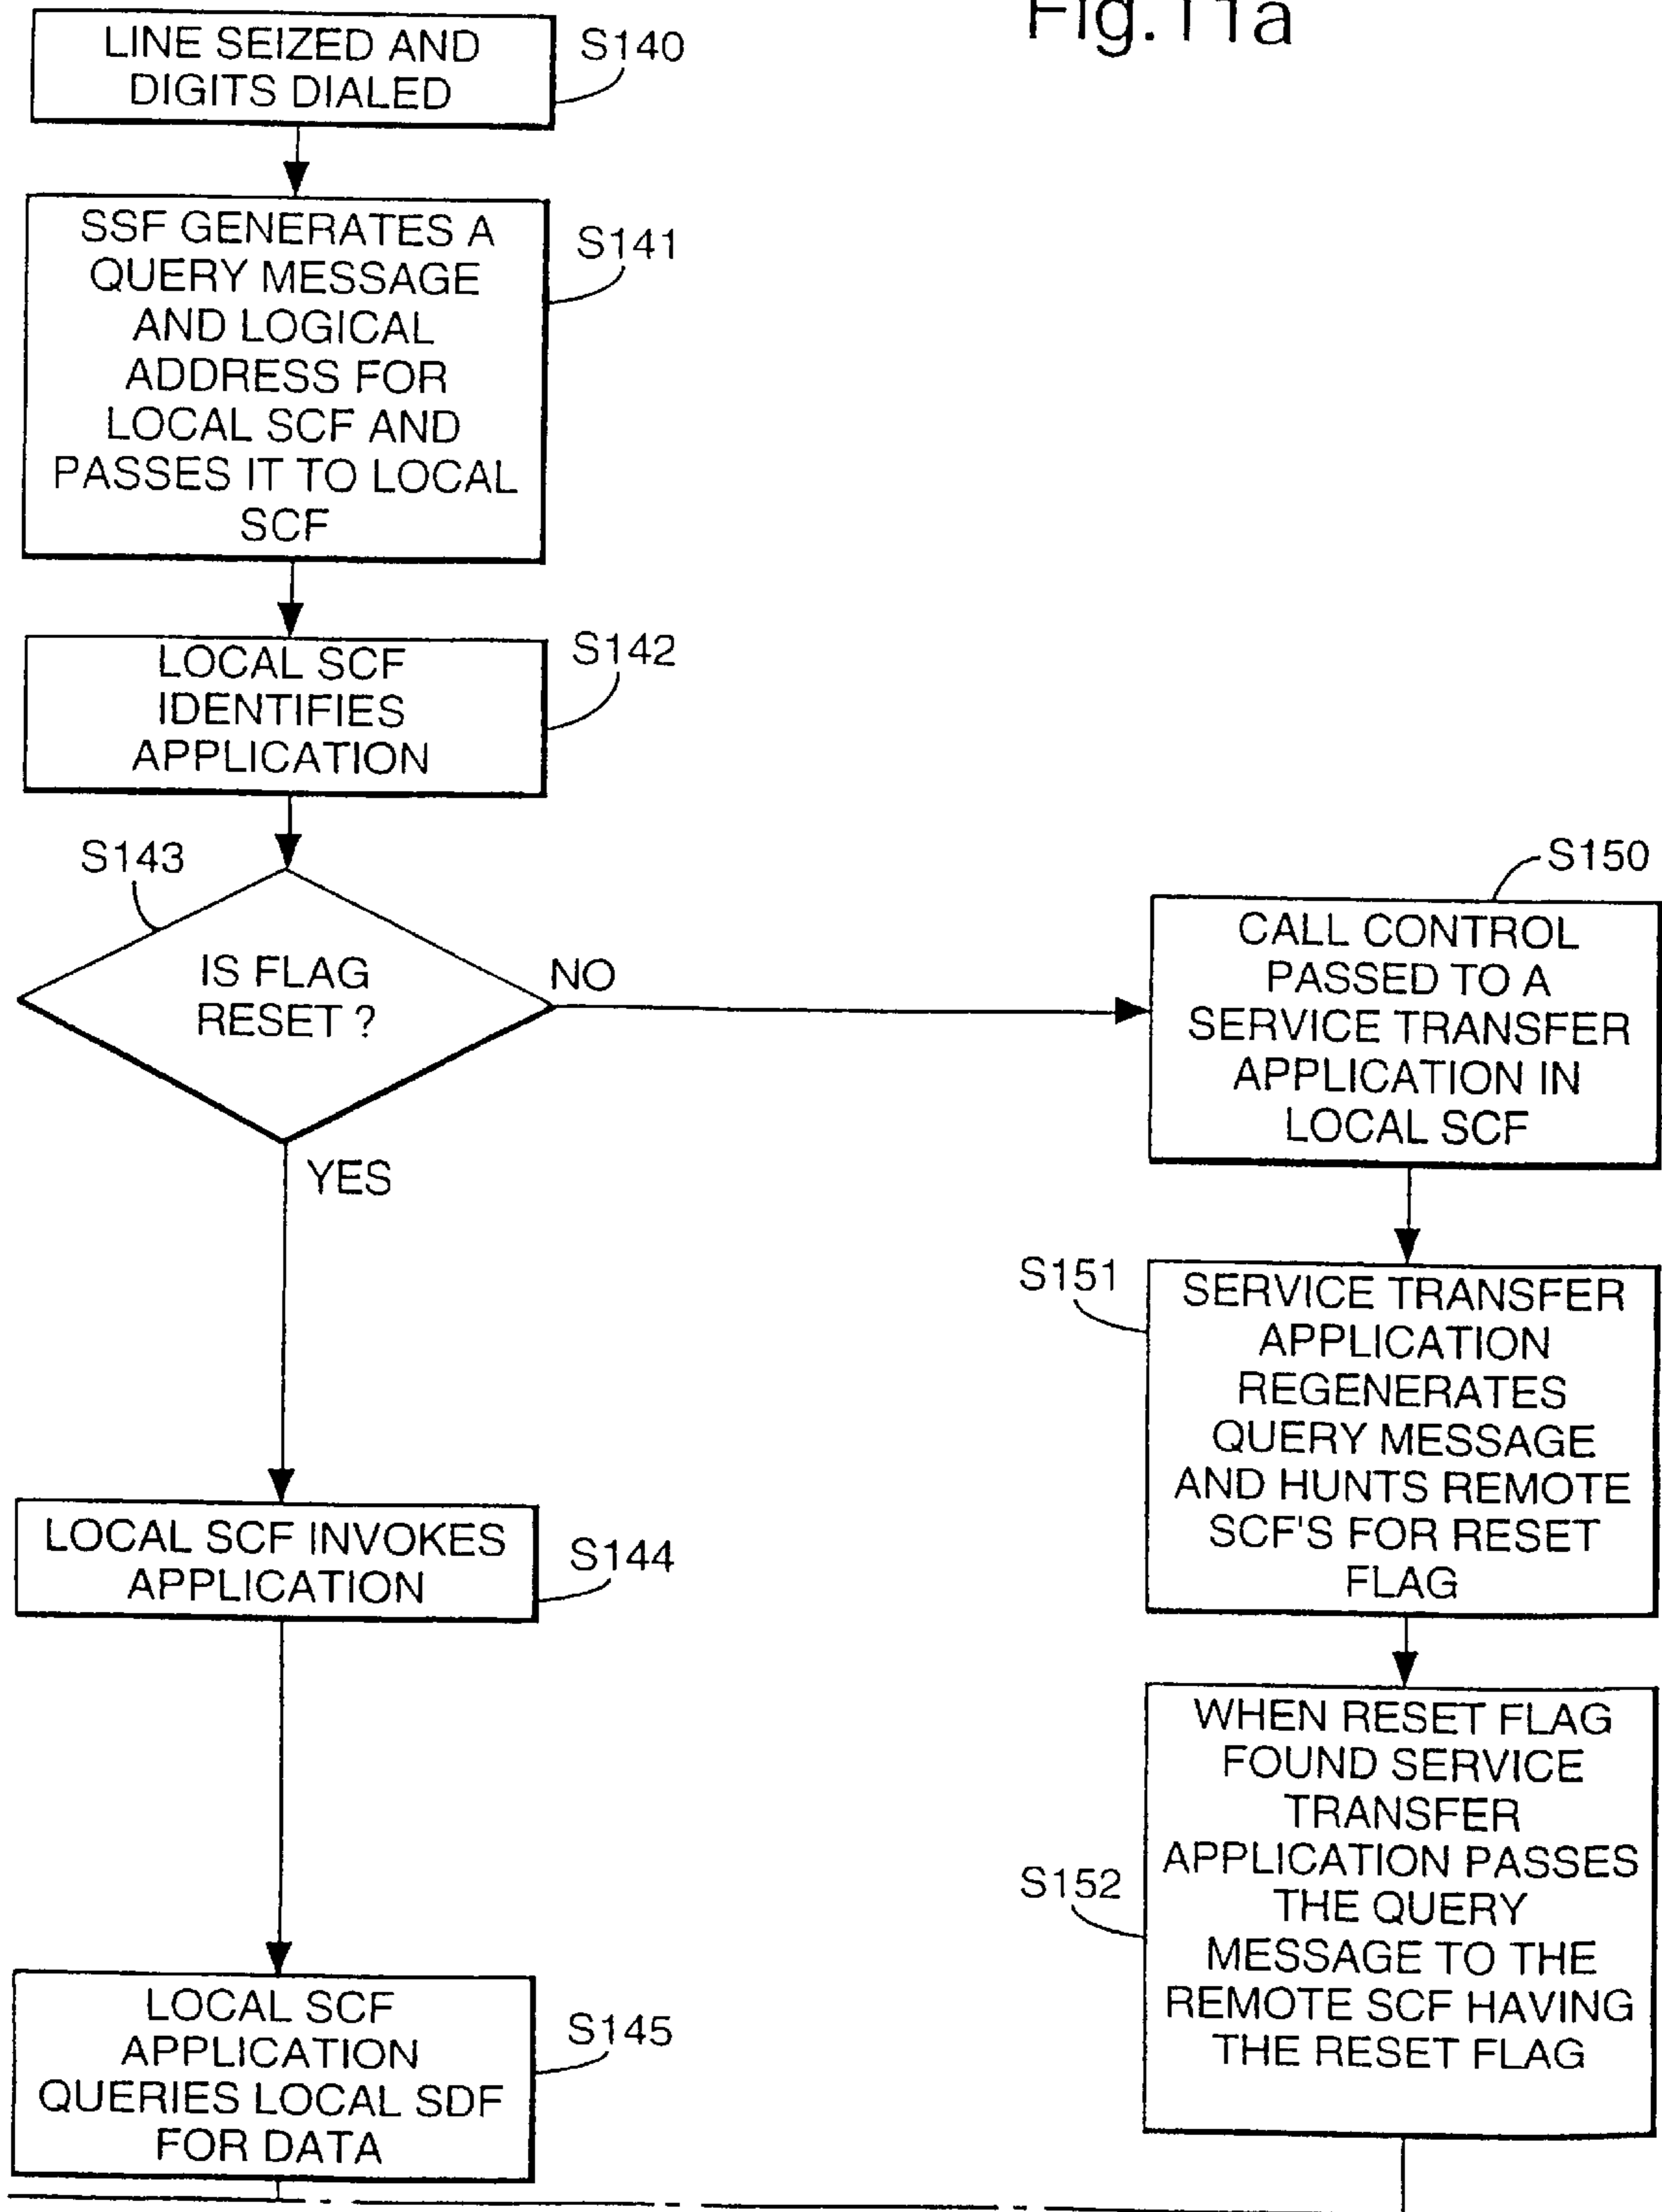 Fig.11a
LINE SEIZED AND
DIGITS DIALED
S140
SSF GENERATES A
QUERY MESSAGE
AND LOGICAL
ADDRESS FOR
LOCAL SCF AND
PASSES IT TO LOCAL
SCF
S141
LOCAL SCF
IDENTIFIES
APPLICATION
S142
S143
IS FLAG
RESET ?
NO
YES
S150
CALL CONTROL
PASSED TO A
SERVICE TRANSFER
APPLICATION IN
LOCAL SCF
S151
SERVICE TRANSFER
APPLICATION
REGENERATES
QUERY MESSAGE
AND HUNTS REMOTE
SCF'S FOR RESET
FLAG
LOCAL SCF INVOKES
APPLICATION
S144
S152
WHEN RESET FLAG
FOUND SERVICE
TRANSFER
APPLICATION PASSES
THE QUERY
MESSAGE TO THE
REMOTE SCF HAVING
THE RESET FLAG
LOCAL SCF
APPLICATION
QUERIES LOCAL SDF
FOR DATA
S145